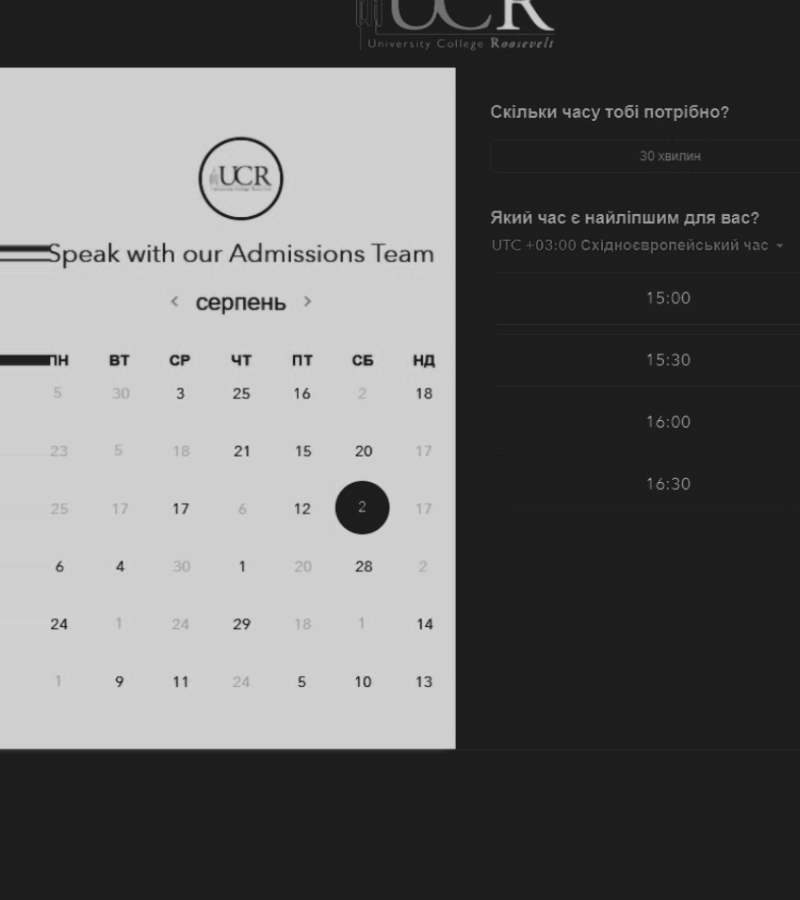 UCR
University College Roosevelt
UCR
Speak with our Admissions Team
< серпень >
ПН ВТ СР ЧТ ПТ СБ НД
5 30 3 25 16 2 18
23 5 18 21 15 20 17
25 17 17 6 12 2 17
6 4 30 1 20 28 2
24 1 24 29 18 1 14
1 9 11 24 5 10 13
Скільки часу тобі потрібно?
30 хвилин
Який час є найліпшим для вас?
UTC +03:00 Східноєвропейський час
15:00
15:30
16:00
16:30